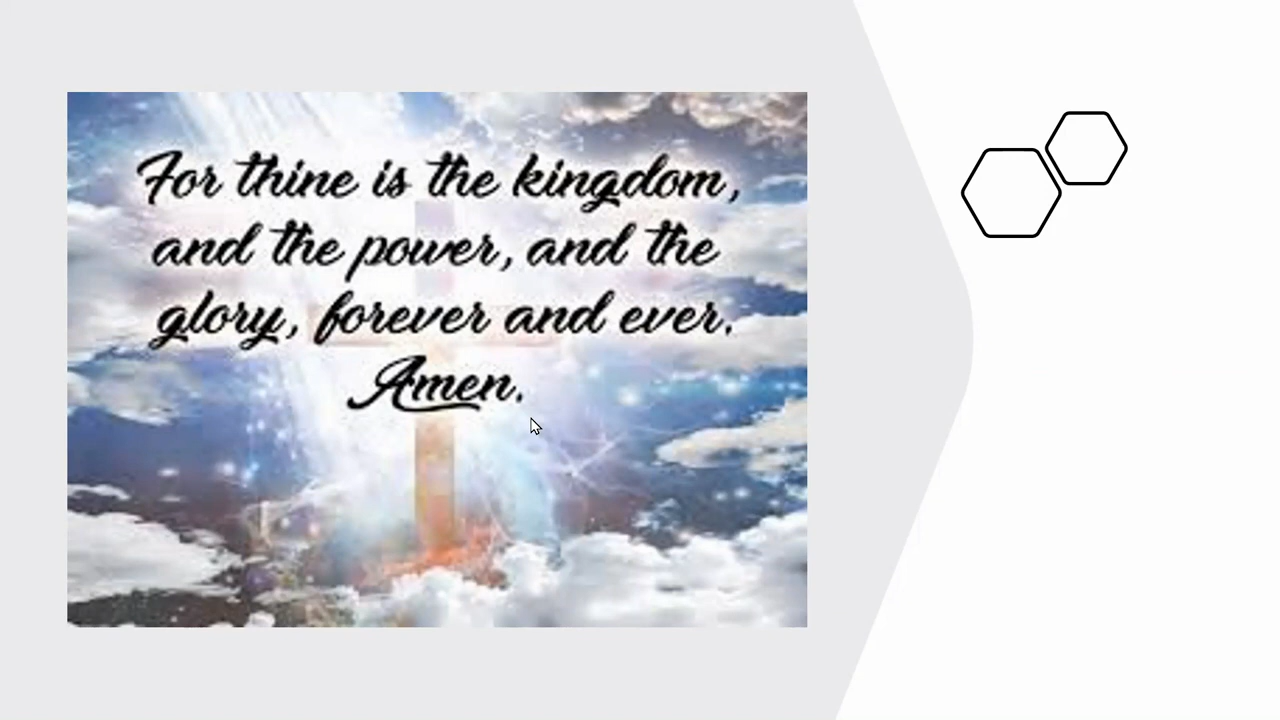 For thine is the kingdom,
and the power, and the
glory, forever and ever.
Amen.